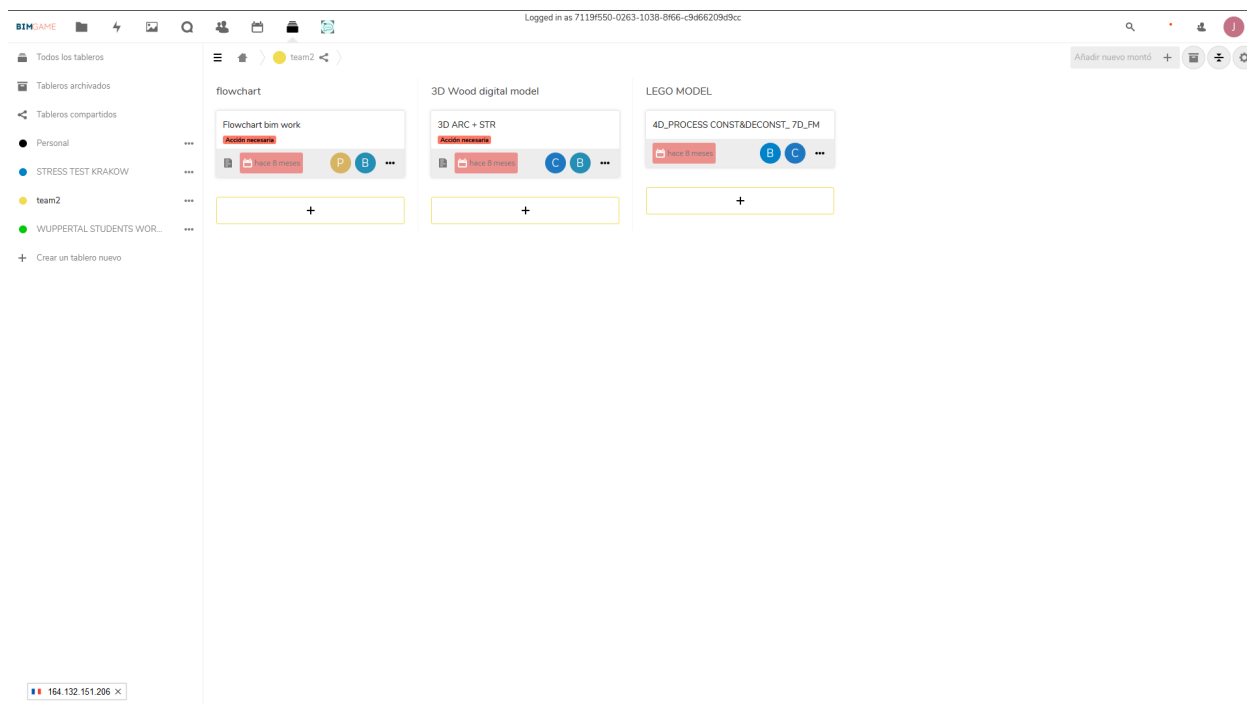 Logged in as 7119f550-0263-1038-8f66-c9d66209d9cc
BIMGAME
J
Todos los tableros
Tableros archivados
Tableros compartidos
Personal
STRESS TEST KRAKOW
team2
WUPPERTAL STUDENTS WOR...
Crear un tablero nuevo
team2
Añadir nuevo montó
flowchart
Flowchart bim work
Acción necesaria
hace 8 meses
P B
3D Wood digital model
3D ARC + STR
Acción necesaria
hace 8 meses
C B
LEGO MODEL
4D_PROCESS CONST&DECONST_ 7D_FM
hace 8 meses
B C
164.132.151.206